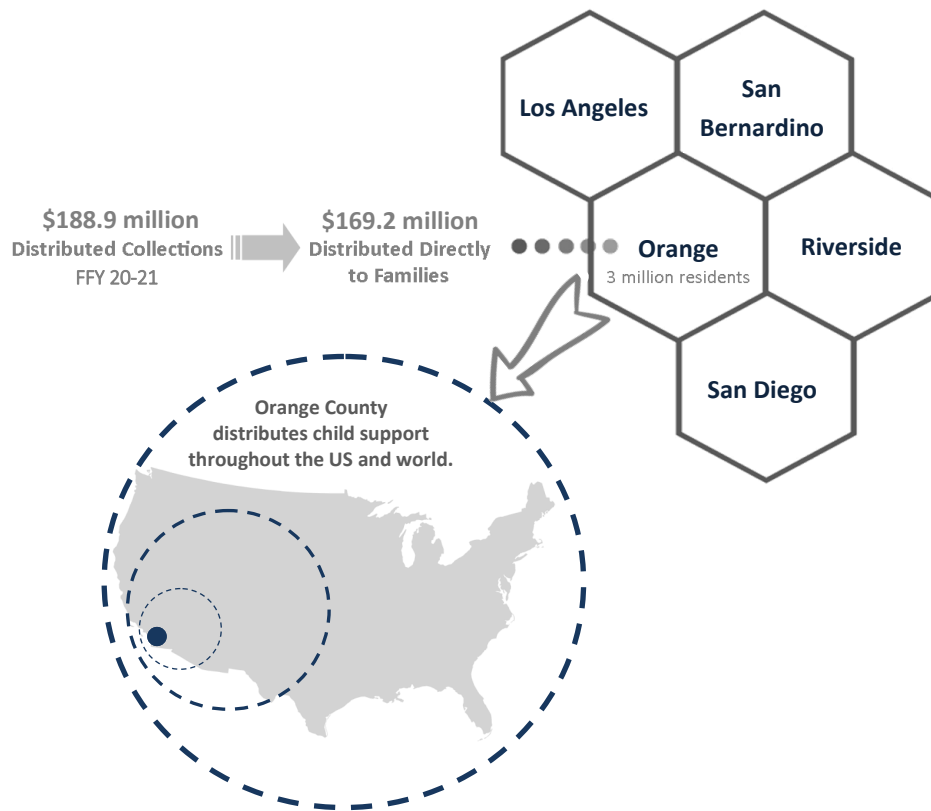 Los Angeles
San
Bernardino
$188.9 million
Distributed Collections
FFY 20-21
$169.2 million
Distributed Directly
to Families
Orange
3 million residents
Riverside
San Diego
Orange County
distributes child support
throughout the US and world.